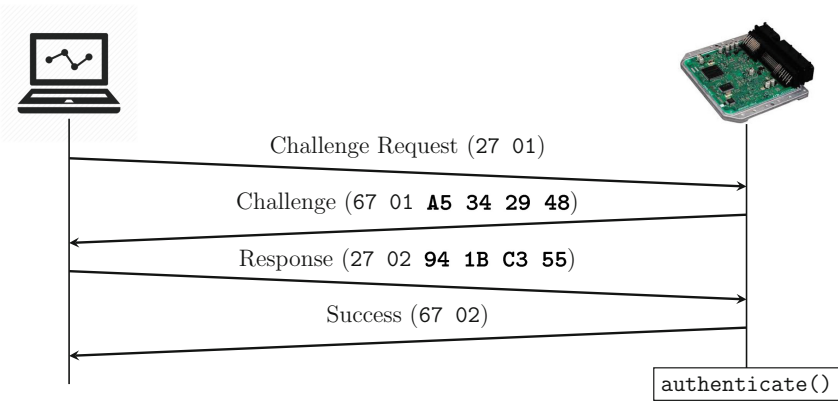 Challenge Request (27 01)
Challenge (67 01 A5 34 29 48)
Response (27 02 94 1B C3 55)
Success (67 02)
authenticate()